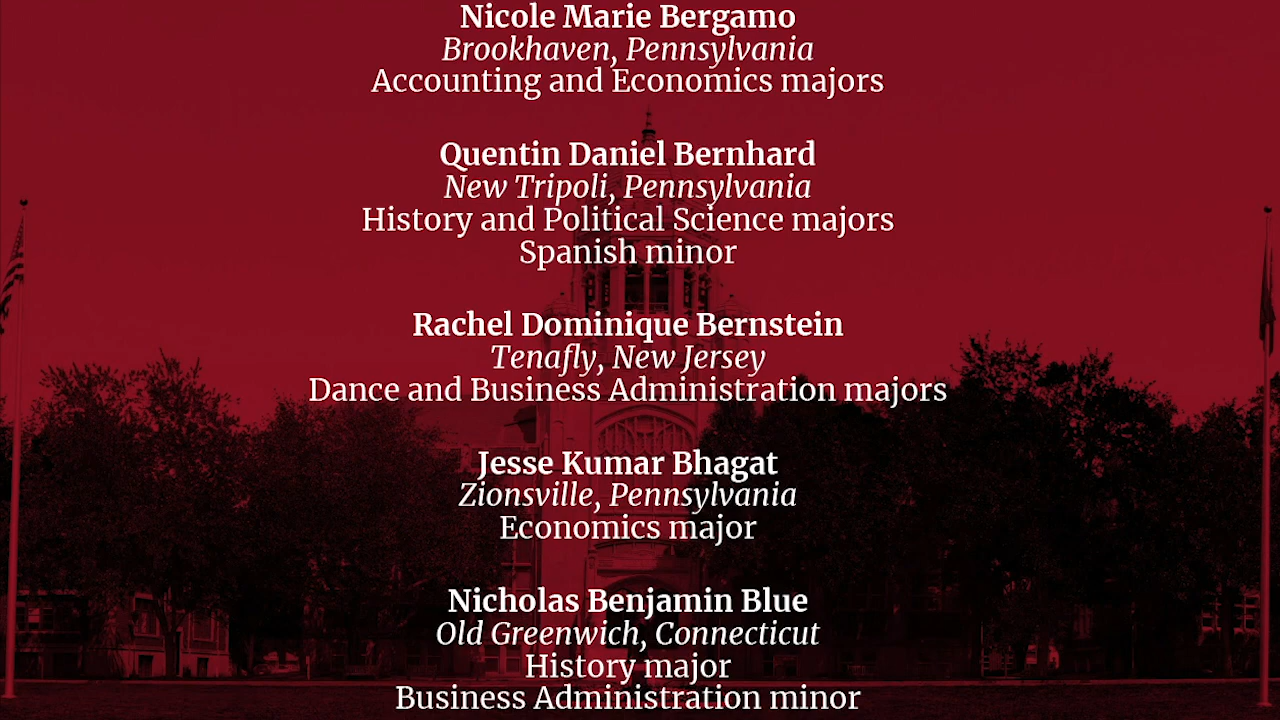 Nicole Marie Bergamo
Brookhaven, Pennsylvania
Accounting and Economics majors
Quentin Daniel Bernhard
New Tripoli, Pennsylvania
History and Political Science majors
Spanish minor
Rachel Dominique Bernstein
Tenafly, New Jersey
Dance and Business Administration majors
Jesse Kumar Bhagat
Zionsville, Pennsylvania
Economics major
Nicholas Benjamin Blue
Old Greenwich, Connecticut
History major
Business Administration minor